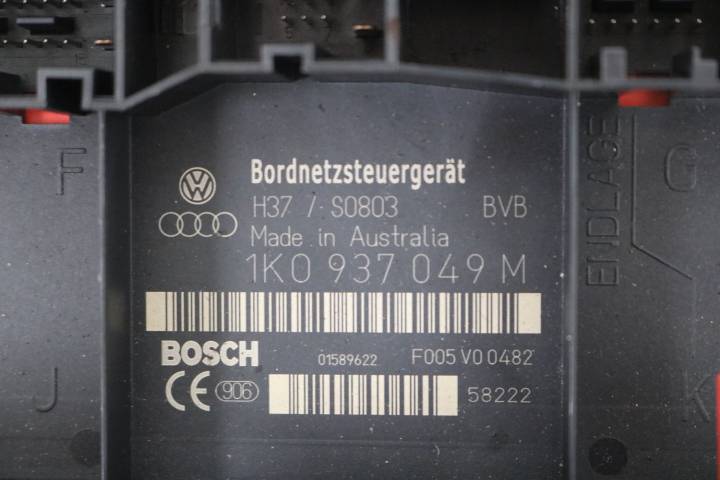 Bordnetzsteuergerät
H37 / S0803 BVB
Made in Australia
1K0 937 049 M
BOSCH 01589622 F005 V0 0482
CE 906 58222
F
J
ENDLAGE
G
K